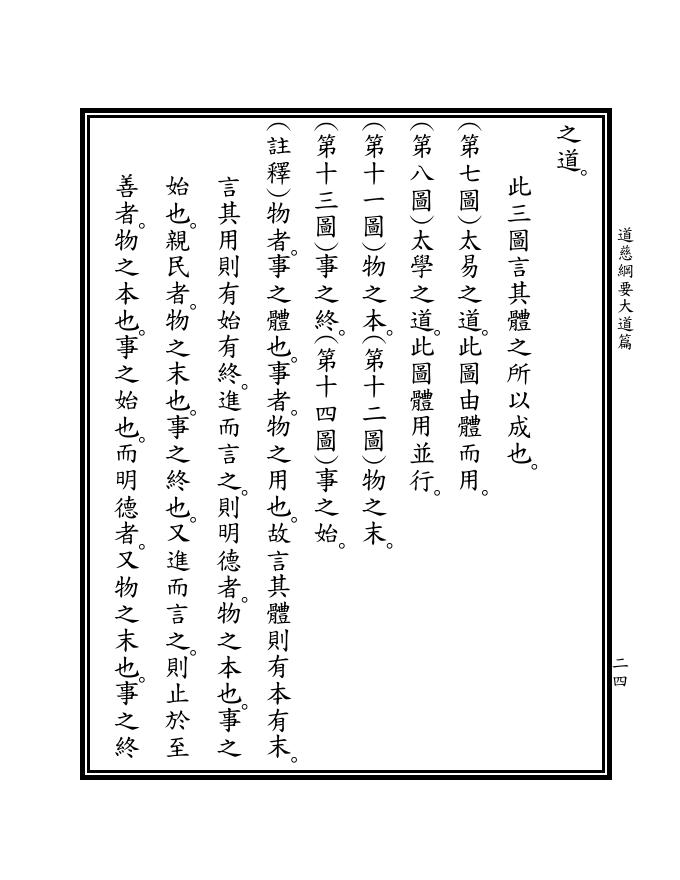 道慈綱要大道篇
二四
之道。
此三圖言其體之所以成也。
(第七圖)太易之道。此圖由體而用。
(第八圖)太學之道。此圖體用並行。
(第十一圖)物之本。(第十二圖)物之末。
(第十三圖)事之終。(第十四圖)事之始。
(註釋)物者。事之體也。事者。物之用也。故言其體則有本有末。
言其用則有始有終。進而言之。則明德者。物之本也。事之
始也。親民者。物之末也。事之終也。又進而言之。則止於至
善者。物之本也。事之始也。而明德者。又物之末也。事之終